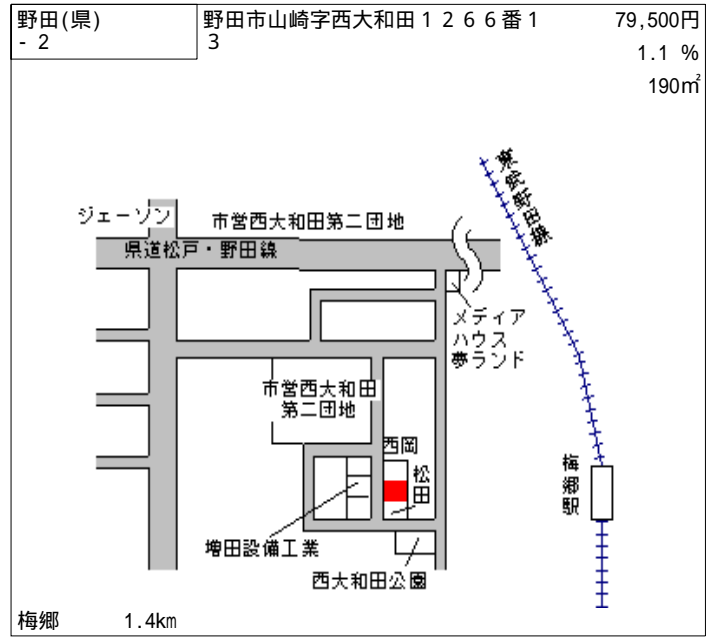 野田(県)
- 2
野田市山崎字西大和田1266番1
3
79,500円
1.1 %
190㎡
東武野田線
ジェーソン
市営西大和田第二団地
県道松戸・野田線
メディア
ハウス
夢ランド
市営西大和田
第二団地
西岡
松田
梅郷駅
増田設備工業
西大和田公園
梅郷 1.4km